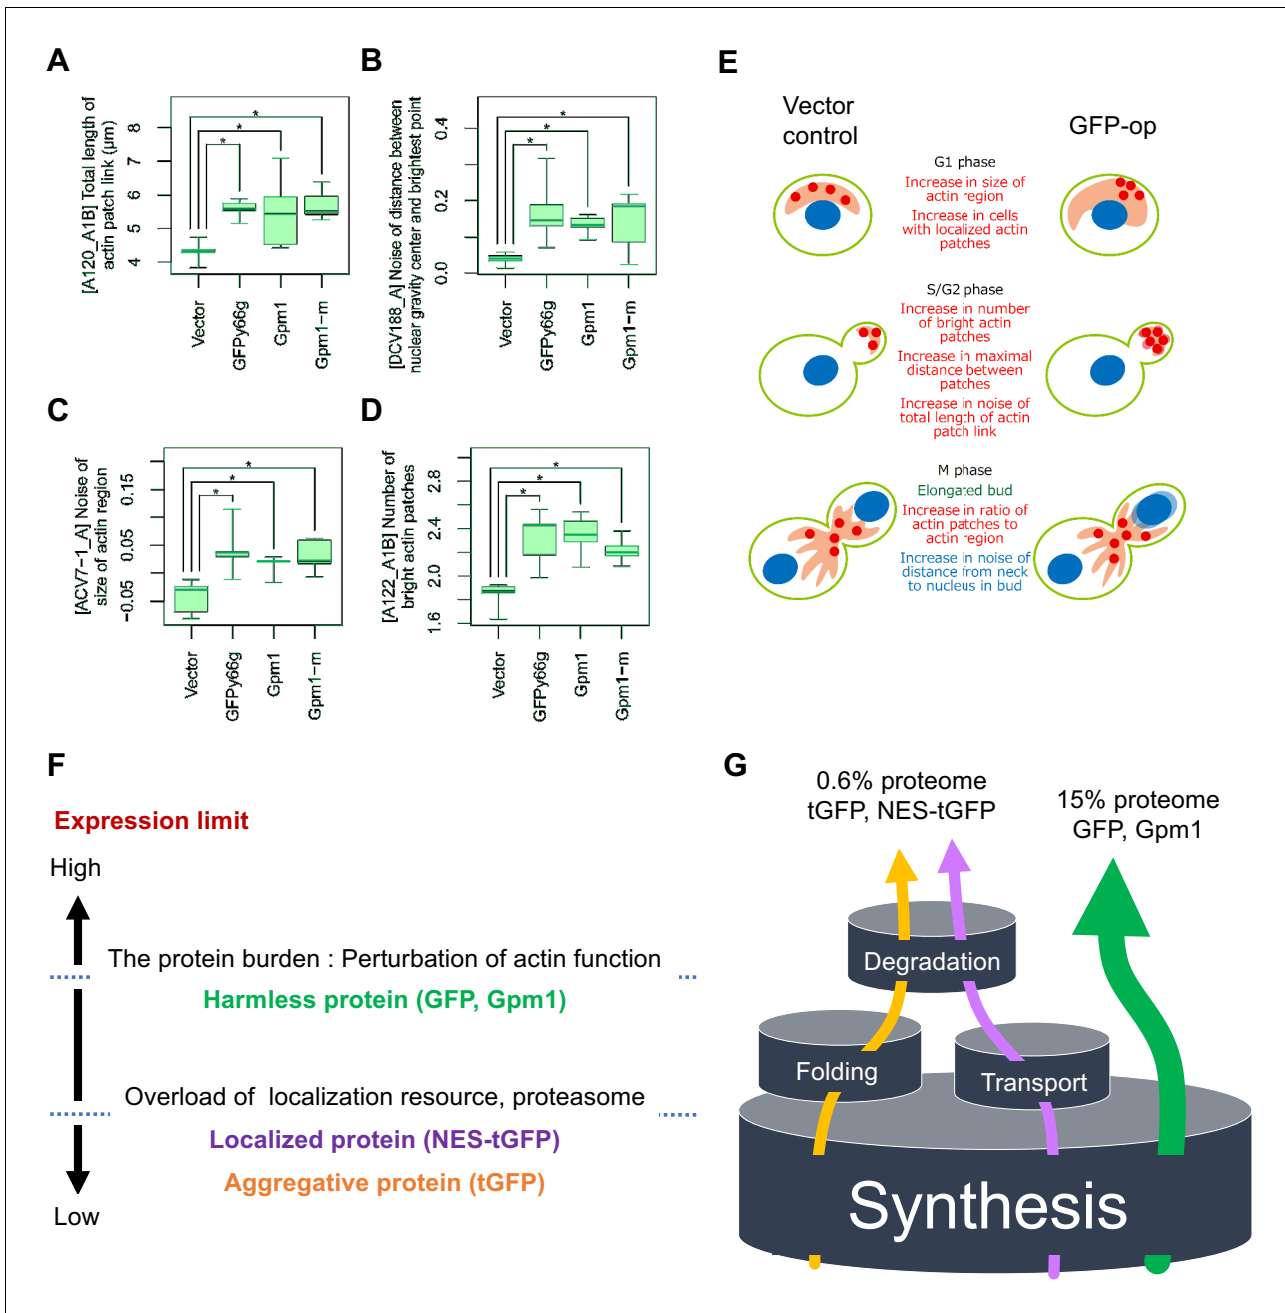 A
[A120_A1B] Total length of
actin patch link (µm)
8
7
6
5
4
*
*
*
Vector
GFPy66g
Gpm1
Gpm1-m
B
[DCV188_A] Noise of distance between
nuclear gravity center and brightest point
0.4
0.2
0.0
*
*
*
Vector
GFPy66g
Gpm1
Gpm1-m
C
[ACV7-1_A] Noise of
size of actin region
0.15
0.05
-0.05
*
*
*
Vector
GFPy66g
Gpm1
Gpm1-m
D
[A122_A1B] Number of
bright actin patches
2.8
2.4
2.0
1.6
*
*
*
Vector
GFPy66g
Gpm1
Gpm1-m
E
Vector
control
GFP-op
G1 phase
Increase in size of
actin region
Increase in cells
with localized actin
patches
S/G2 phase
Increase in number
of bright actin
patches
Increase in maximal
distance between
patches
Increase in noise of
total length of actin
patch link
M phase
Elongated bud
Increase in ratio of
actin patches to
actin region
Increase in noise of
distance from neck
to nucleus in bud
F
Expression limit
High
The protein burden : Perturbation of actin function
Harmless protein (GFP, Gpm1)
Overload of localization resource, proteasome
Localized protein (NES-tGFP)
Aggregative protein (tGFP)
Low
G
0.6% proteome
tGFP, NES-tGFP
15% proteome
GFP, Gpm1
Degradation
Folding
Transport
Synthesis